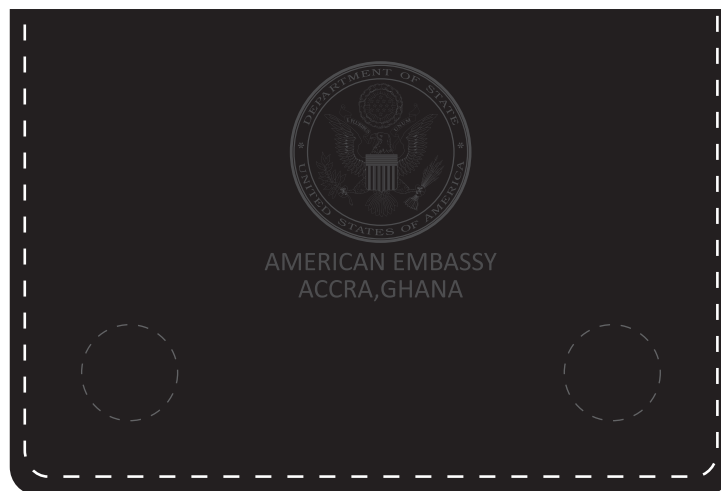 DEPARTMENT OF STATE
UNITED STATES OF AMERICA
AMERICAN EMBASSY
ACCRA,GHANA